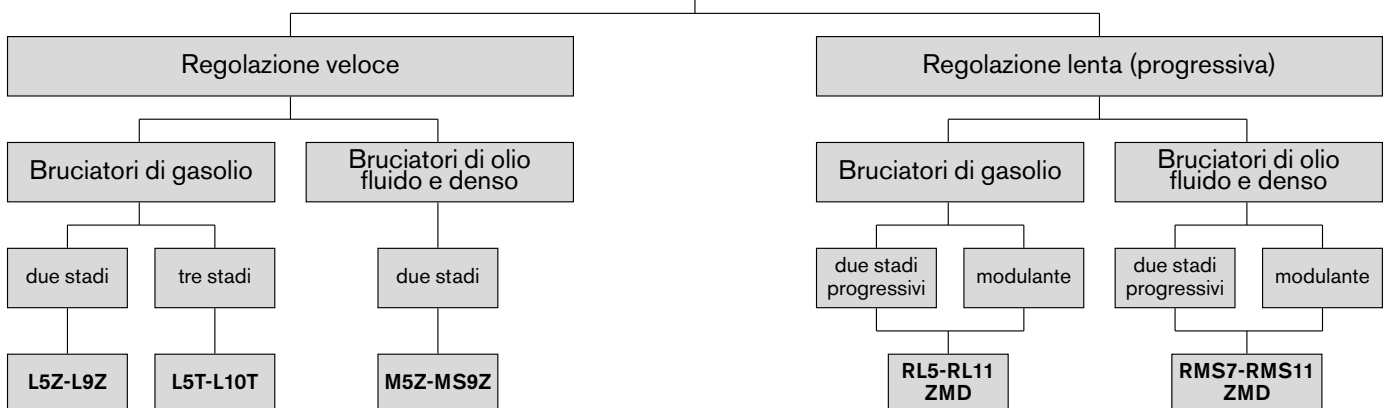 Regolazione veloce
Regolazione lenta (progressiva)
Bruciatori di gasolio
Bruciatori di olio
fluido e denso
Bruciatori di gasolio
Bruciatori di olio
fluido e denso
due stadi
tre stadi
due stadi
due stadi
progressivi
modulante
due stadi
progressivi
modulante
L5Z-L9Z
L5T-L10T
M5Z-MS9Z
RL5-RL11
ZMD
RMS7-RMS11
ZMD